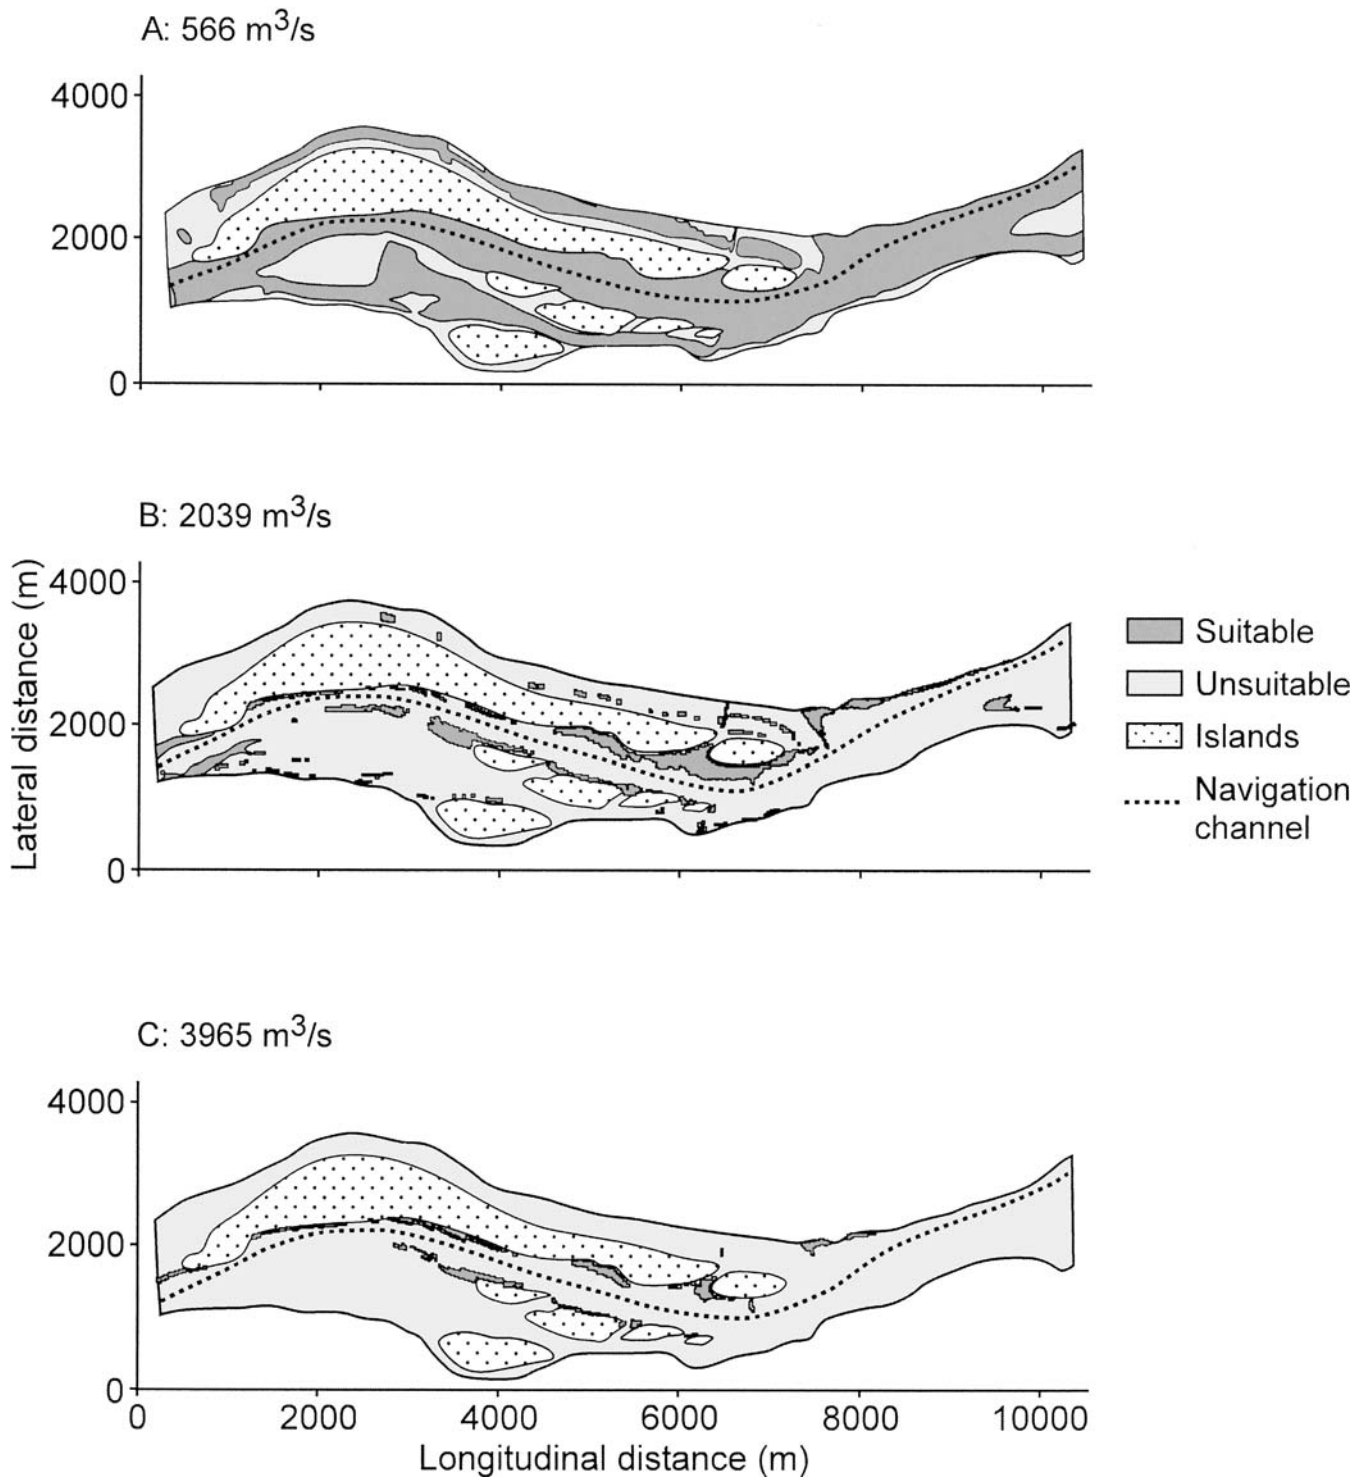 A: 566 m³/s
4000
2000
0
B: 2039 m³/s
4000
2000
0
Lateral distance (m)
Suitable
Unsuitable
Islands
Navigation
channel
C: 3965 m³/s
4000
2000
0
0 2000 4000 6000 8000 10000
Longitudinal distance (m)